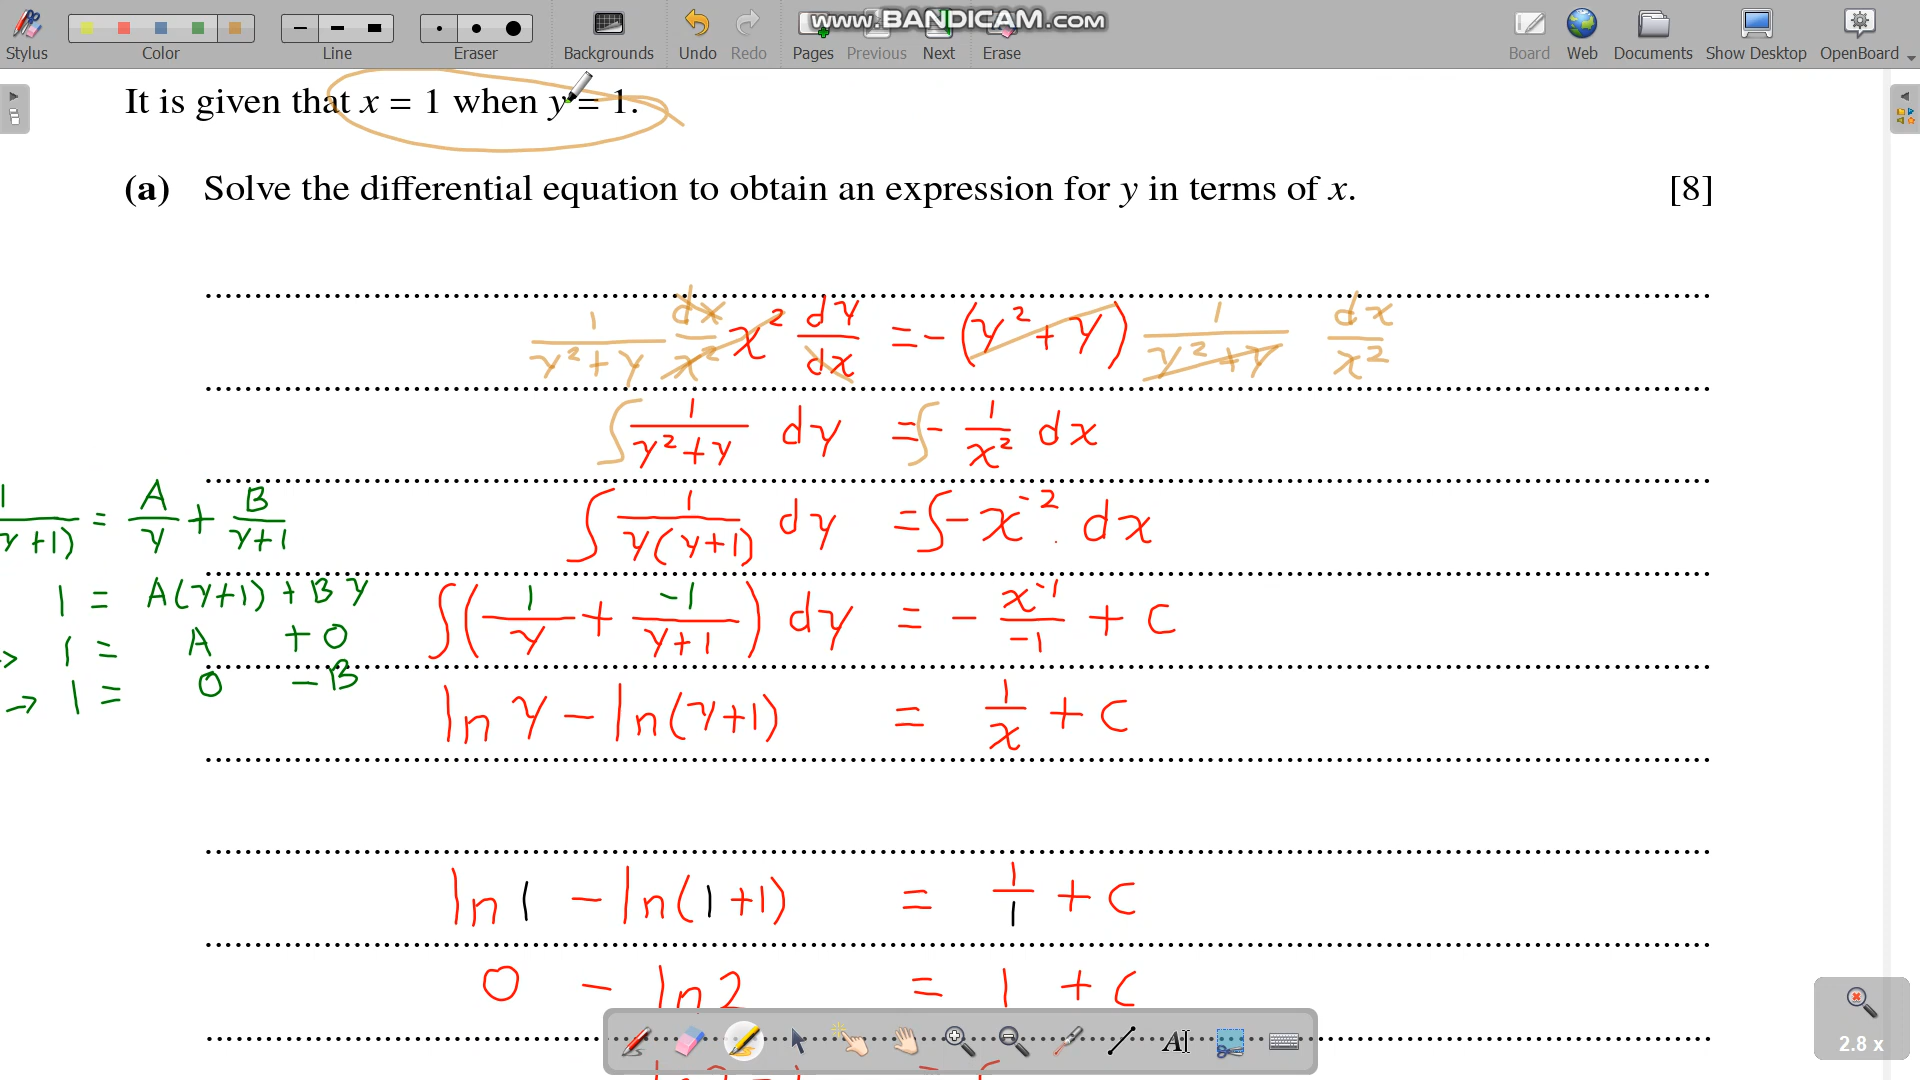 www.BANDICAM.com
Stylus Color Line Eraser Backgrounds Undo Redo Pages Previous Next Erase Board Web Documents Show Desktop OpenBoard
It is given that x = 1 when y = 1.
(a) Solve the differential equation to obtain an expression for y in terms of x. [8]
1/(y² + y) dx/x² x² dy/dx = -(y² + y) 1/(y² + y) dx/x²
∫ 1/(y² + y) dy = ∫ - 1/x² dx
∫ 1/(y(y+1)) dy = ∫ - x⁻² . dx
= A/y + B/(y+1)
1 = A(y+1) + By
∫ (1/y + -1/(y+1)) dy = - x⁻¹/-1 + C
-> 1 = A + 0
-> 1 = 0 - B
ln y - ln(y+1) = 1/x + C
ln 1 - ln(1+1) = 1/1 + C
0 - ln 2 = 1 + C
2.8 x